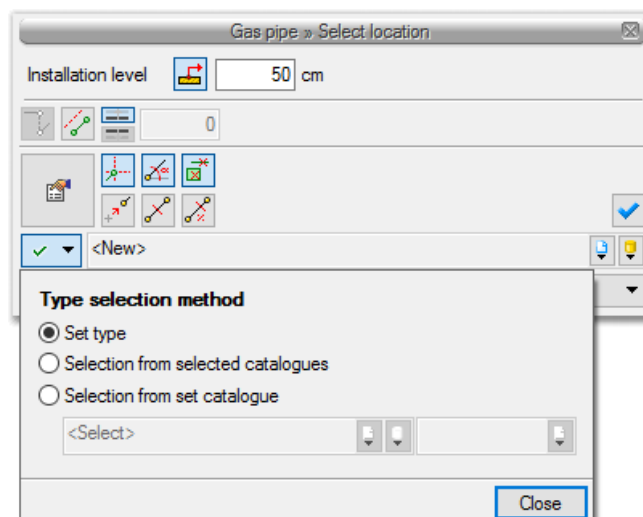 Gas pipe » Select location
Installation level 50 cm
0
<New>
Type selection method
Set type
Selection from selected catalogues
Selection from set catalogue
<Select>
Close